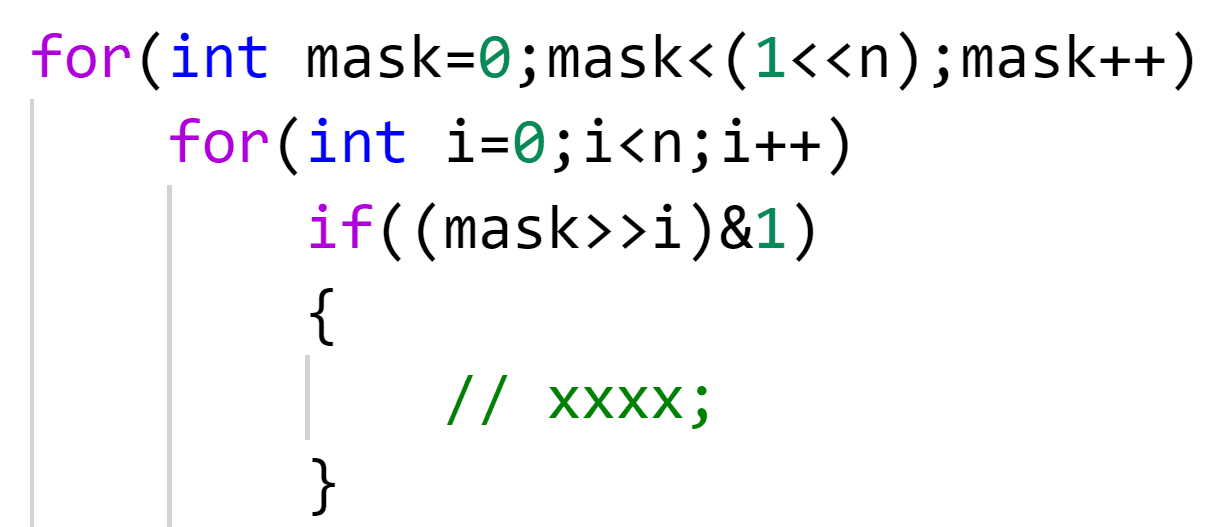 for(int mask=0;mask<(1<<n);mask++)
for(int i=0;i<n;i++)
if((mask>>i)&1)
{
// xxxx;
}